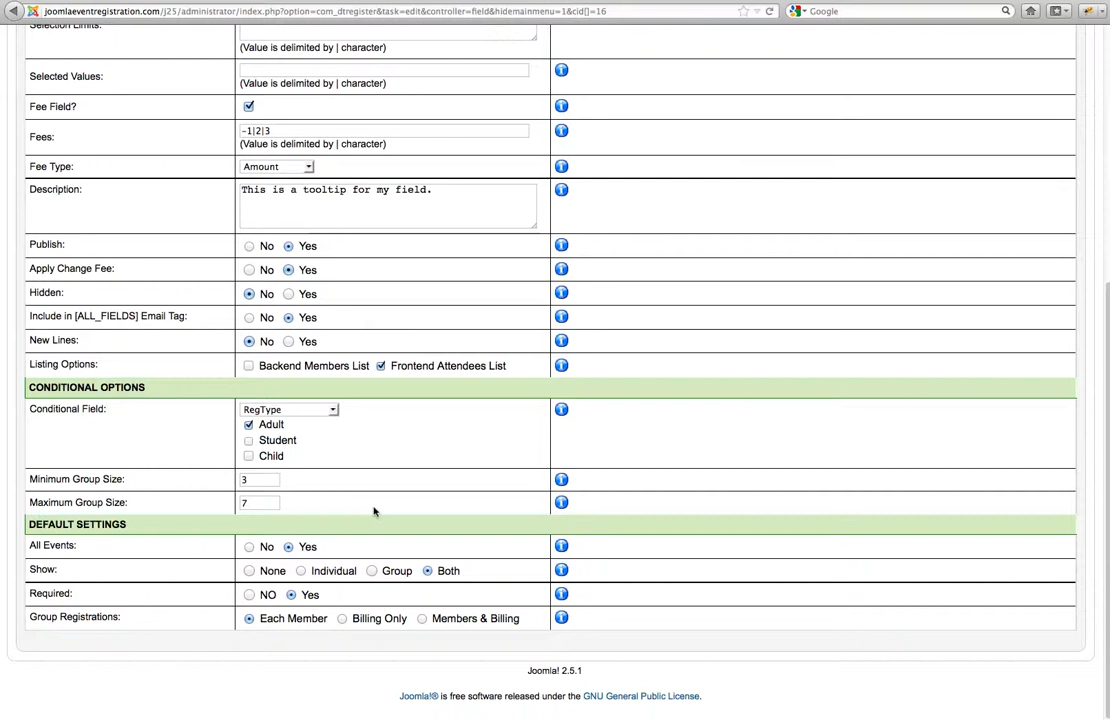 joomlaeventregistration.com/j25/administrator/index.php?option=com_dtregister&task=edit&controller=field&hidemainmenu=1&cid[]=16
Google
Selection Limits:
(Value is delimited by | character)
Selected Values:
(Value is delimited by | character)
Fee Field?
Fees: -1|2|3
(Value is delimited by | character)
Fee Type: Amount
Description: This is a tooltip for my field.
Publish: No Yes
Apply Change Fee: No Yes
Hidden: No Yes
Include in [ALL_FIELDS] Email Tag: No Yes
New Lines: No Yes
Listing Options: Backend Members List Frontend Attendees List
CONDITIONAL OPTIONS
Conditional Field: RegType
Adult
Student
Child
Minimum Group Size: 3
Maximum Group Size: 7
DEFAULT SETTINGS
All Events: No Yes
Show: None Individual Group Both
Required: NO Yes
Group Registrations: Each Member Billing Only Members & Billing
Joomla! 2.5.1
Joomla!® is free software released under the GNU General Public License.